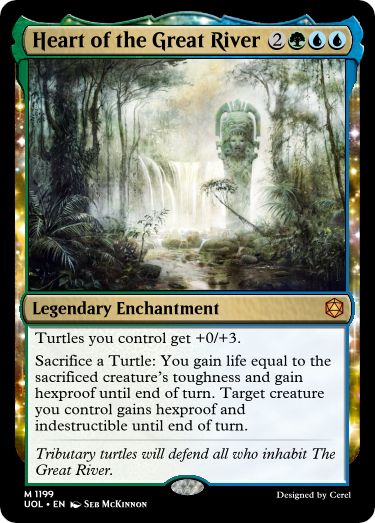 Heart of the Great River 2
Legendary Enchantment
Turtles you control get +0/+3.
Sacrifice a Turtle: You gain life equal to the
sacrificed creature's toughness and gain
hexproof until end of turn. Target creature
you control gains hexproof and
indestructible until end of turn.
Tributary turtles will defend all who inhabit The
Great River.
M 1199
UOL • EN Seb McKinnon
Designed by Cerel